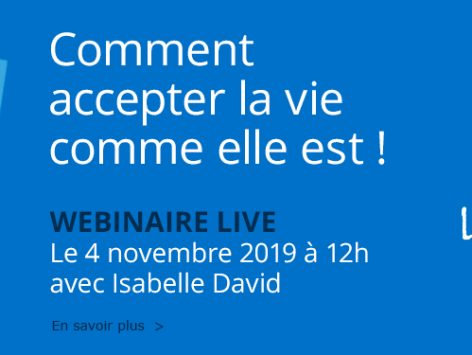 Comment
accepter la vie
comme elle est !
WEBINAIRE LIVE
Le 4 novembre 2019 à 12h
avec Isabelle David
En savoir plus >